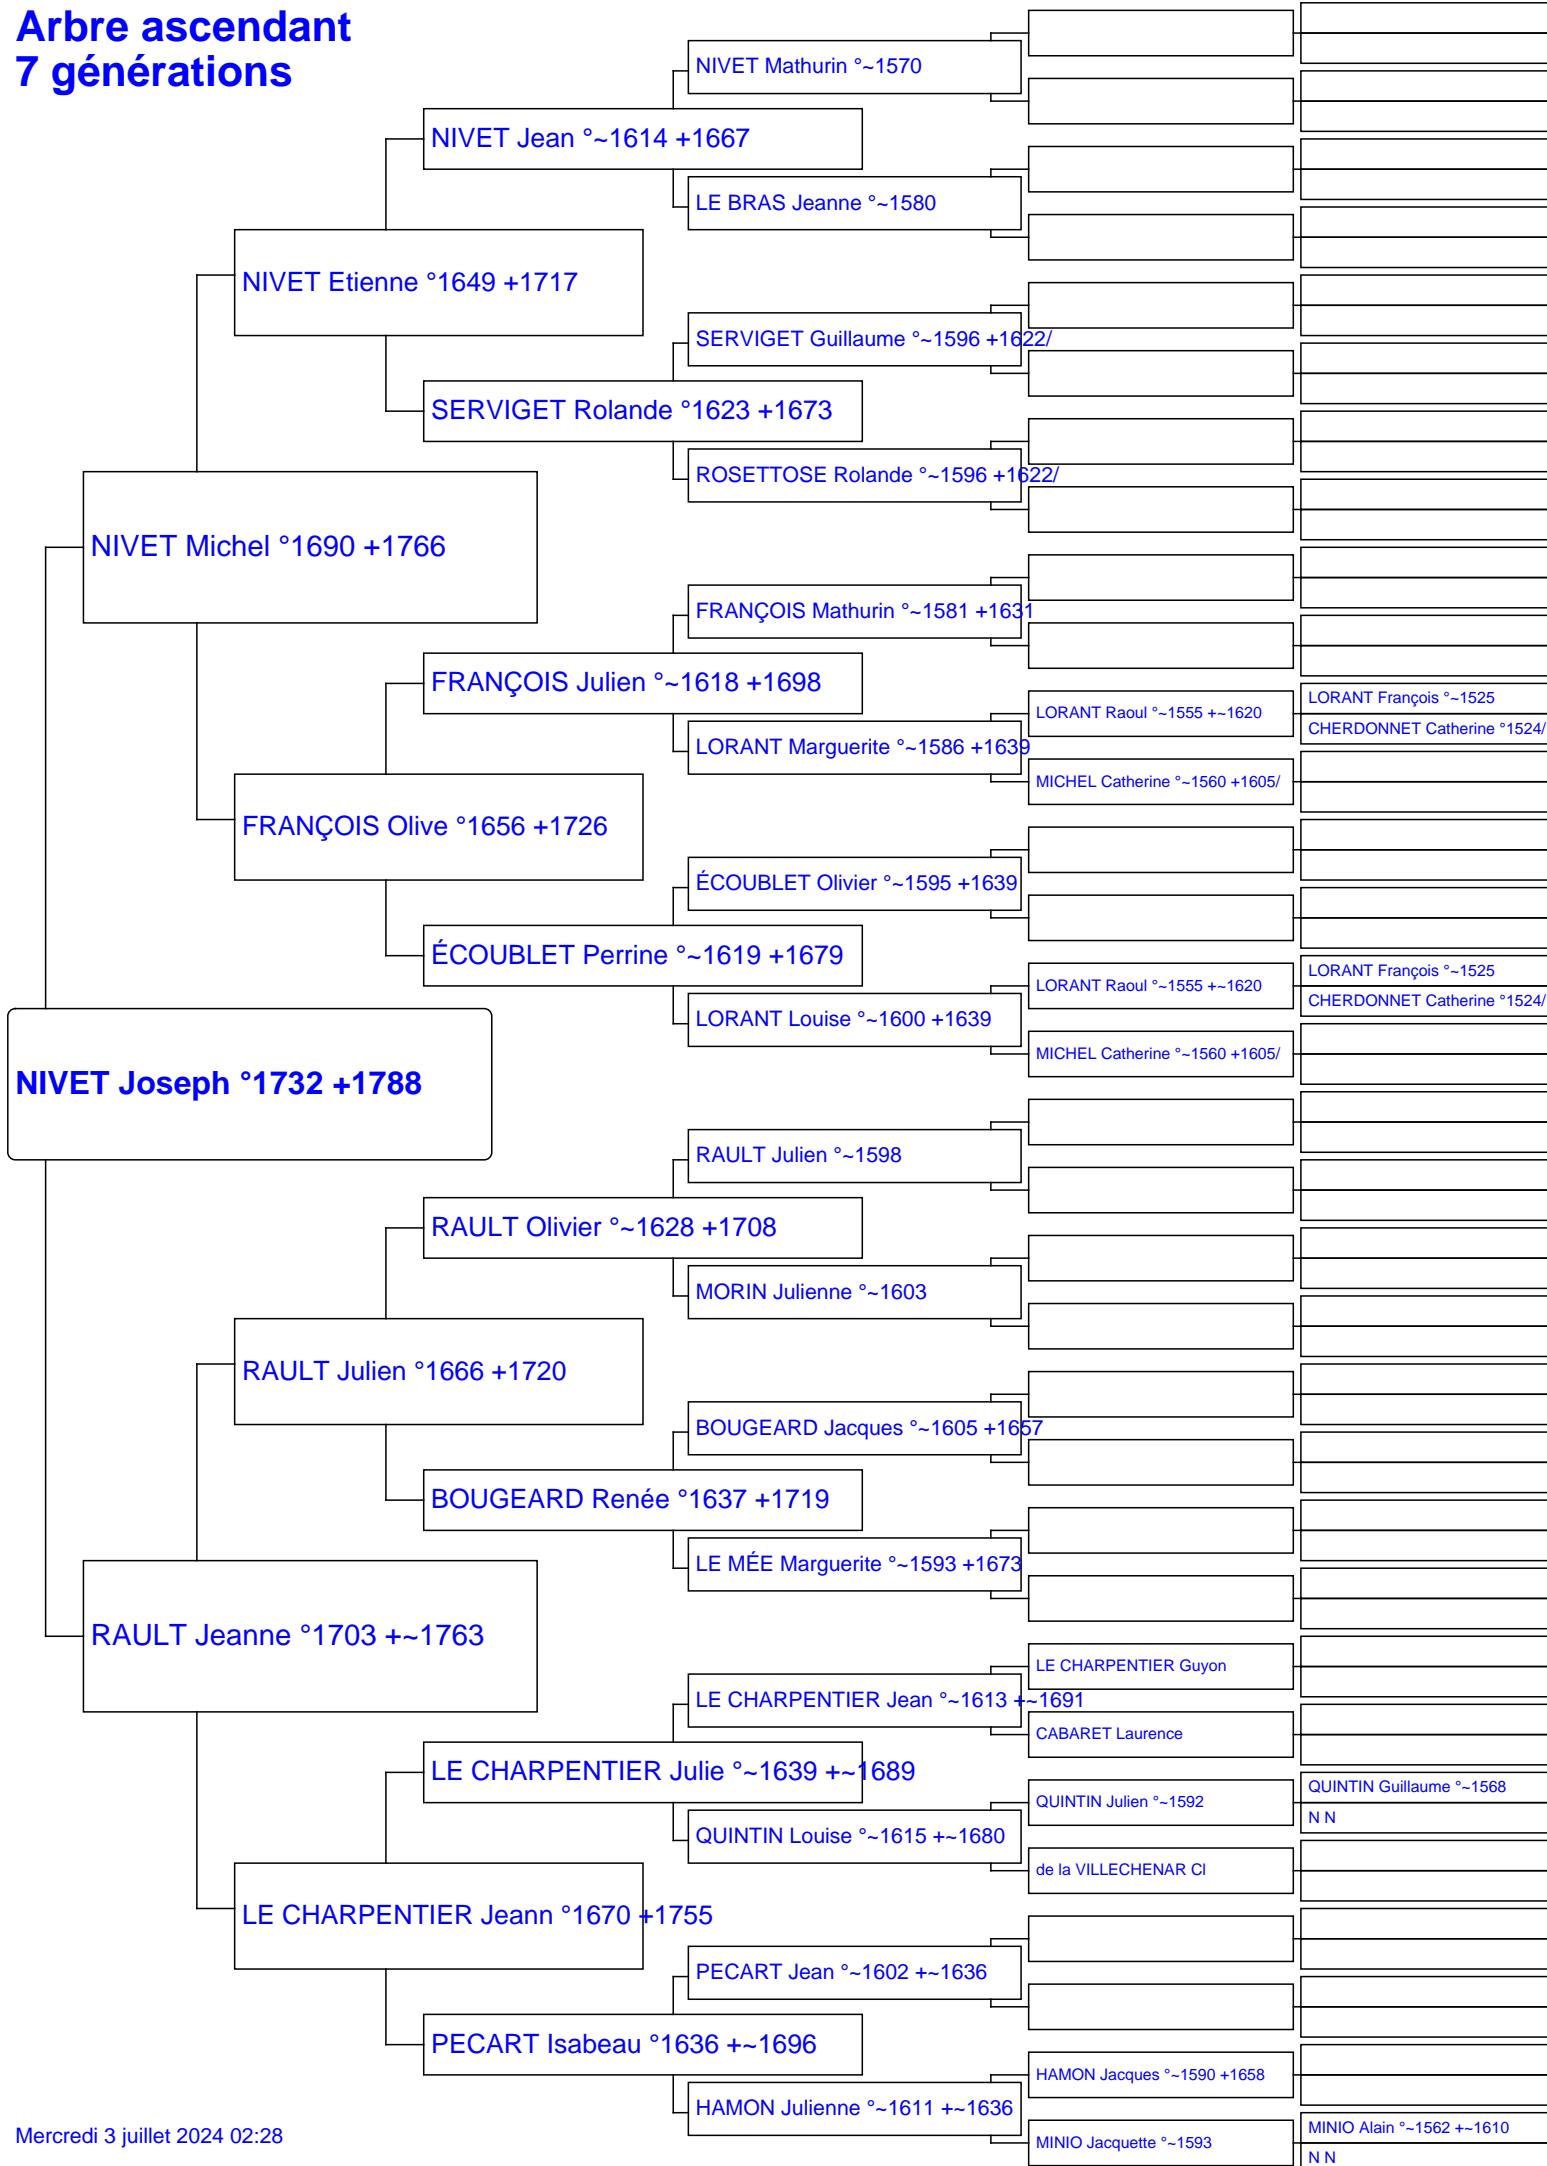 Arbre ascendant
7 générations
NIVET Mathurin °~1570
NIVET Jean °~1614 +1667
LE BRAS Jeanne °~1580
NIVET Etienne °1649 +1717
SERVIGET Guillaume °~1596 +1622/
SERVIGET Rolande °1623 +1673
ROSETTOSE Rolande °~1596 +1622/
NIVET Michel °1690 +1766
FRANÇOIS Mathurin °~1581 +1631
FRANÇOIS Julien °~1618 +1698
LORANT François °~1525
LORANT Raoul °~1555 +~1620
CHERDONNET Catherine °1524/
LORANT Marguerite °~1586 +1639
MICHEL Catherine °~1560 +1605/
FRANÇOIS Olive °1656 +1726
ÉCOUBLET Olivier °~1595 +1639
ÉCOUBLET Perrine °~1619 +1679
LORANT François °~1525
LORANT Raoul °~1555 +~1620
CHERDONNET Catherine °1524/
LORANT Louise °~1600 +1639
MICHEL Catherine °~1560 +1605/
NIVET Joseph °1732 +1788
RAULT Julien °~1598
RAULT Olivier °~1628 +1708
MORIN Julienne °~1603
RAULT Julien °1666 +1720
BOUGEARD Jacques °~1605 +1657
BOUGEARD Renée °1637 +1719
LE MÉE Marguerite °~1593 +1673
RAULT Jeanne °1703 +~1763
LE CHARPENTIER Guyon
LE CHARPENTIER Jean °~1613 +~1691
CABARET Laurence
LE CHARPENTIER Julie °~1639 +~1689
QUINTIN Guillaume °~1568
QUINTIN Julien °~1592
N N
QUINTIN Louise °~1615 +~1680
de la VILLECHENAR Cl
LE CHARPENTIER Jeann °1670 +1755
PECART Jean °~1602 +~1636
PECART Isabeau °1636 +~1696
HAMON Jacques °~1590 +1658
HAMON Julienne °~1611 +~1636
MINIO Alain °~1562 +~1610
MINIO Jacquette °~1593
N N
Mercredi 3 juillet 2024 02:28